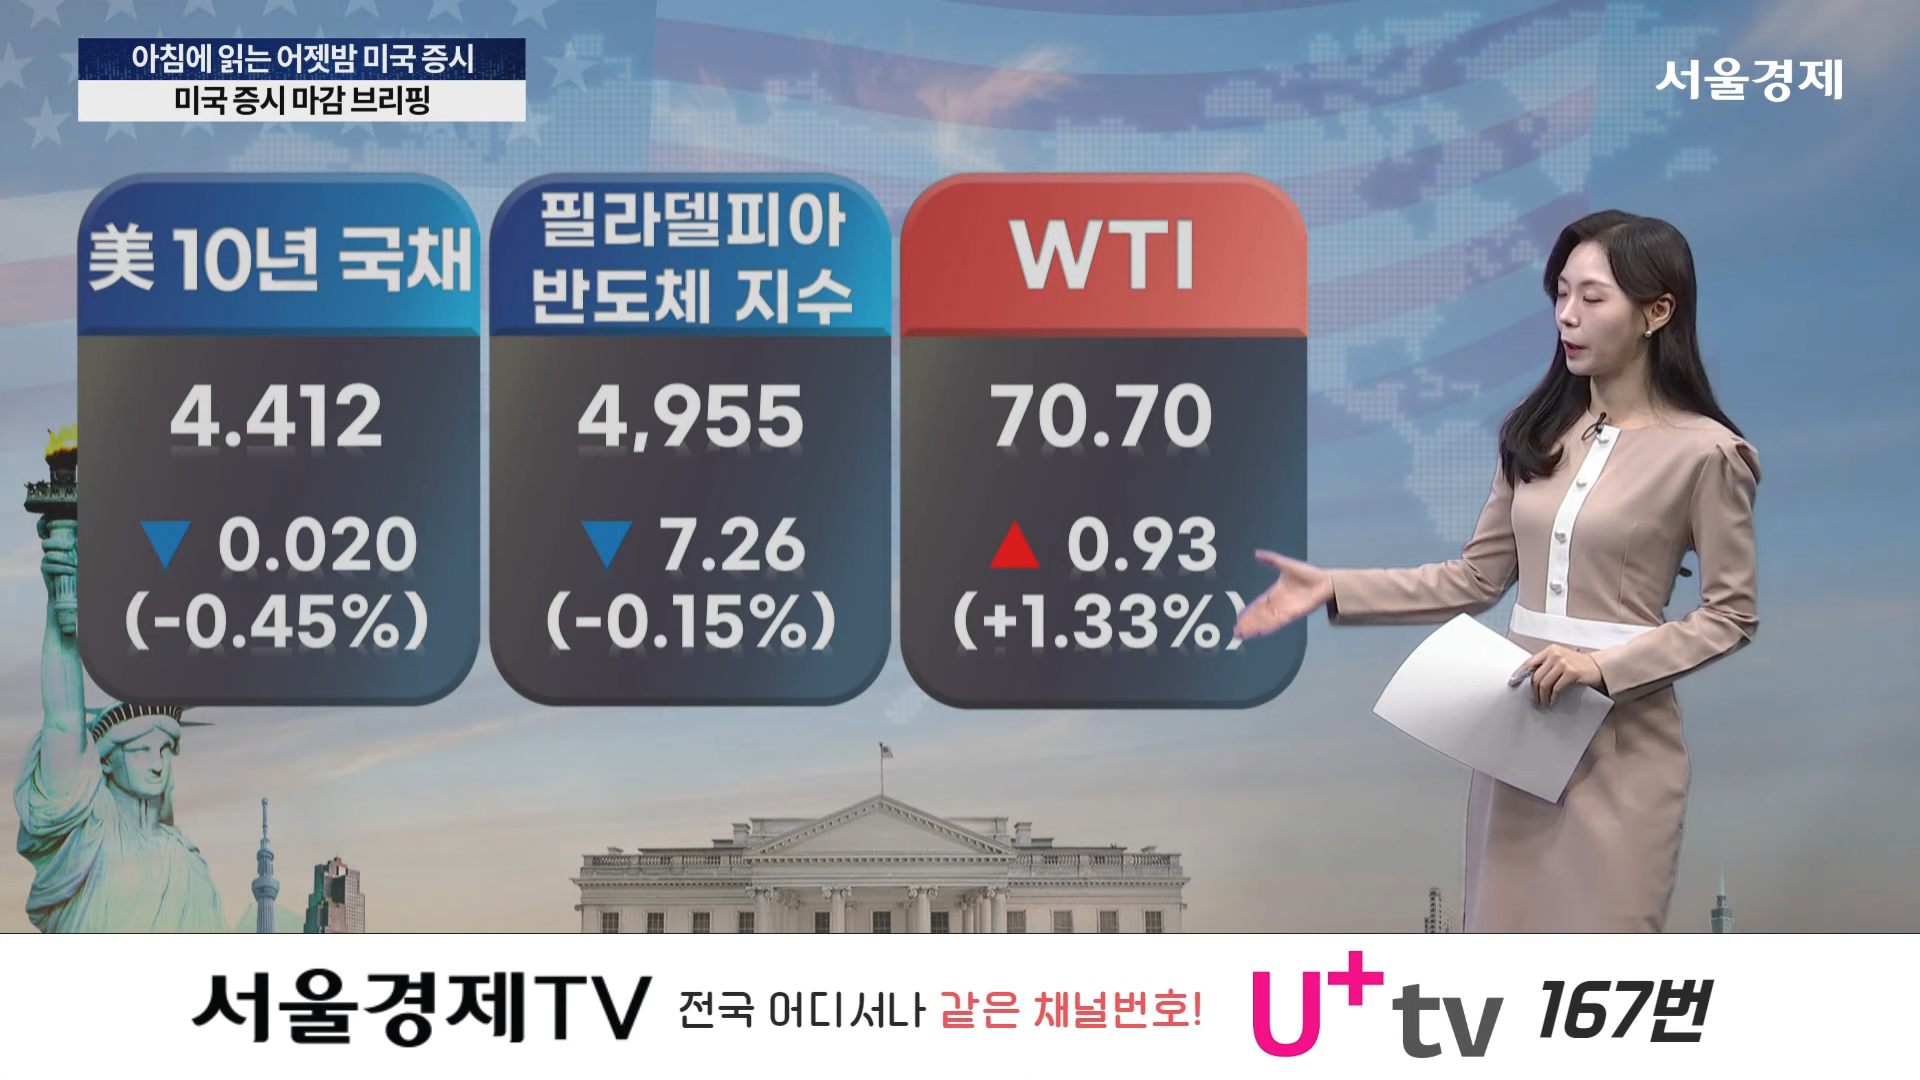 아침에 읽는 어젯밤 미국 증시
미국 증시 마감 브리핑
서울경제
美 10년 국채
4.412
▼ 0.020
(-0.45%)
필라델피아
반도체 지수
4,955
▼ 7.26
(-0.15%)
WTI
70.70
▲ 0.93
(+1.33%)
서울경제TV 전국 어디서나 같은 채널번호! U+tv 167번